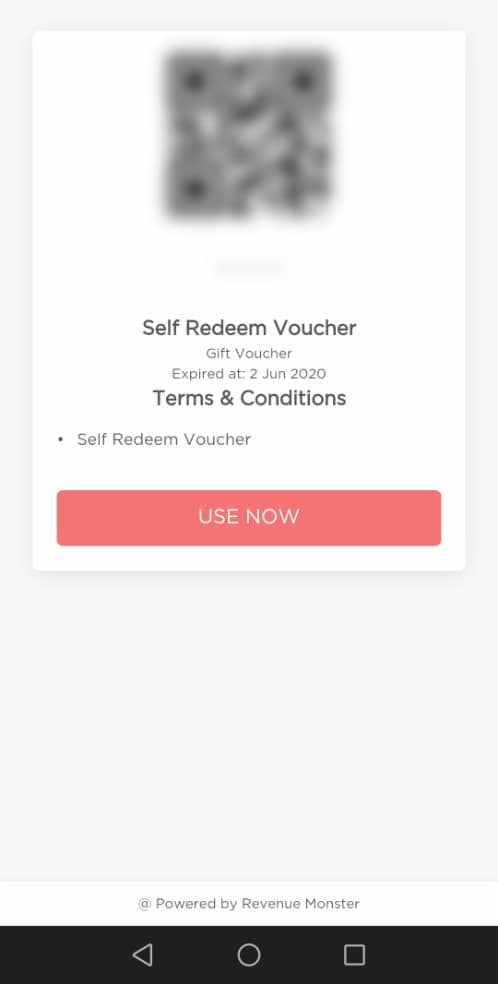 Self Redeem Voucher
Gift Voucher
Expired at: 2 Jun 2020
Terms & Conditions
• Self Redeem Voucher
USE NOW
@ Powered by Revenue Monster